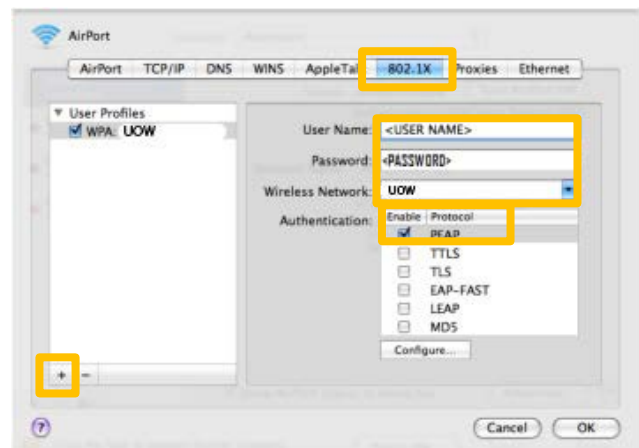 AirPort
AirPort TCP/IP DNS WINS AppleTal 802.1X Proxies Ethernet
User Profiles
WPA: UOW
User Name: <USER NAME>
Password: <PASSWORD>
Wireless Network: UOW
Authentication: Enable Protocol
PEAP
TTLS
TLS
EAP-FAST
LEAP
MD5
Configure...
+ -
? Cancel OK